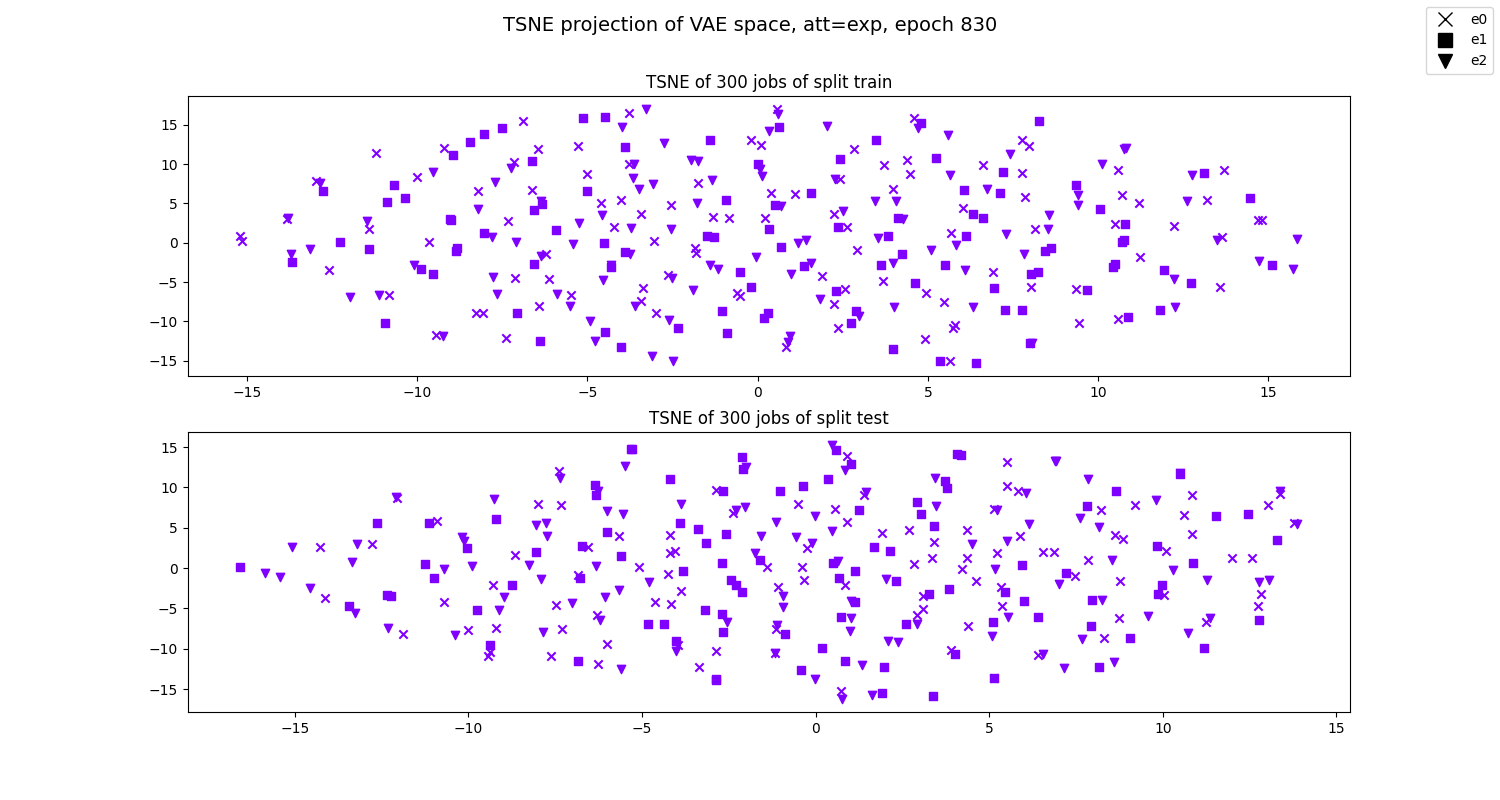 TSNE projection of VAE space, att=exp, epoch 830
e0
e1
e2
TSNE of 300 jobs of split train
15
10
5
0
−5
−10
−15
−15 −10 −5 0 5 10 15
TSNE of 300 jobs of split test
15
10
5
0
−5
−10
−15
−15 −10 −5 0 5 10 15